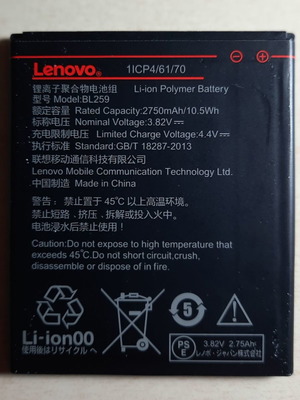 Lenovo 1ICP4/61/70
锂离子聚合物电池组 Li-ion Polymer Battery
型号 Model:BL259
额定容量 Rated Capacity:2750mAh/10.5Wh
标称电压 Nominal Voltage:3.82V⎓
充电限制电压 Limited Charge Voltage:4.4V⎓
执行标准 Standard:GB/T 18287-2013
联想移动通信科技有限公司
Lenovo Mobile Communication Technology Ltd.
中国制造 Made in China
警告：禁止置于 45℃以上高温环境。
禁止短路、挤压、拆解或投入火中。
电池浸水后禁止使用！
Caution:Do not expose to high temperature that
exceeds 45℃.Do not short circuit,crush,
disassemble or dispose of in fire.
5
Li-ion00
使用後はリサイクルへ
PS
E
3.82V 2.75Ah
レノボ・ジャパン株式会社